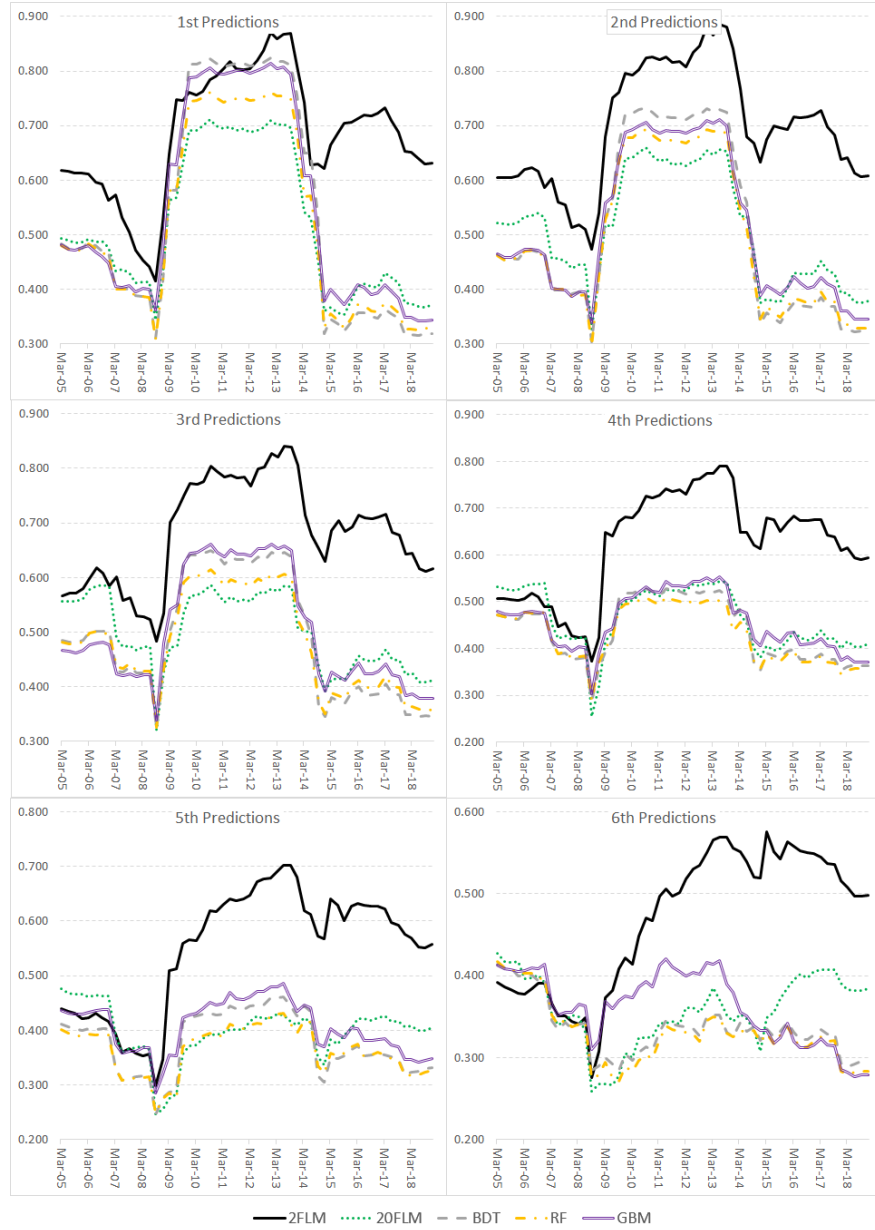 1st Predictions
0.900
0.800
0.700
0.600
0.500
0.400
0.300
Mar-05
Mar-06
Mar-07
Mar-08
Mar-09
Mar-10
Mar-11
Mar-12
Mar-13
Mar-14
Mar-15
Mar-16
Mar-17
Mar-18
2nd Predictions
0.900
0.800
0.700
0.600
0.500
0.400
0.300
Mar-05
Mar-06
Mar-07
Mar-08
Mar-09
Mar-10
Mar-11
Mar-12
Mar-13
Mar-14
Mar-15
Mar-16
Mar-17
Mar-18
3rd Predictions
0.900
0.800
0.700
0.600
0.500
0.400
0.300
Mar-05
Mar-06
Mar-07
Mar-08
Mar-09
Mar-10
Mar-11
Mar-12
Mar-13
Mar-14
Mar-15
Mar-16
Mar-17
Mar-18
4th Predictions
0.900
0.800
0.700
0.600
0.500
0.400
0.300
0.200
Mar-05
Mar-06
Mar-07
Mar-08
Mar-09
Mar-10
Mar-11
Mar-12
Mar-13
Mar-14
Mar-15
Mar-16
Mar-17
Mar-18
5th Predictions
0.800
0.700
0.600
0.500
0.400
0.300
0.200
Mar-05
Mar-06
Mar-07
Mar-08
Mar-09
Mar-10
Mar-11
Mar-12
Mar-13
Mar-14
Mar-15
Mar-16
Mar-17
Mar-18
6th Predictions
0.600
0.500
0.400
0.300
0.200
Mar-05
Mar-06
Mar-07
Mar-08
Mar-09
Mar-10
Mar-11
Mar-12
Mar-13
Mar-14
Mar-15
Mar-16
Mar-17
Mar-18
2FLM 20FLM BDT RF GBM